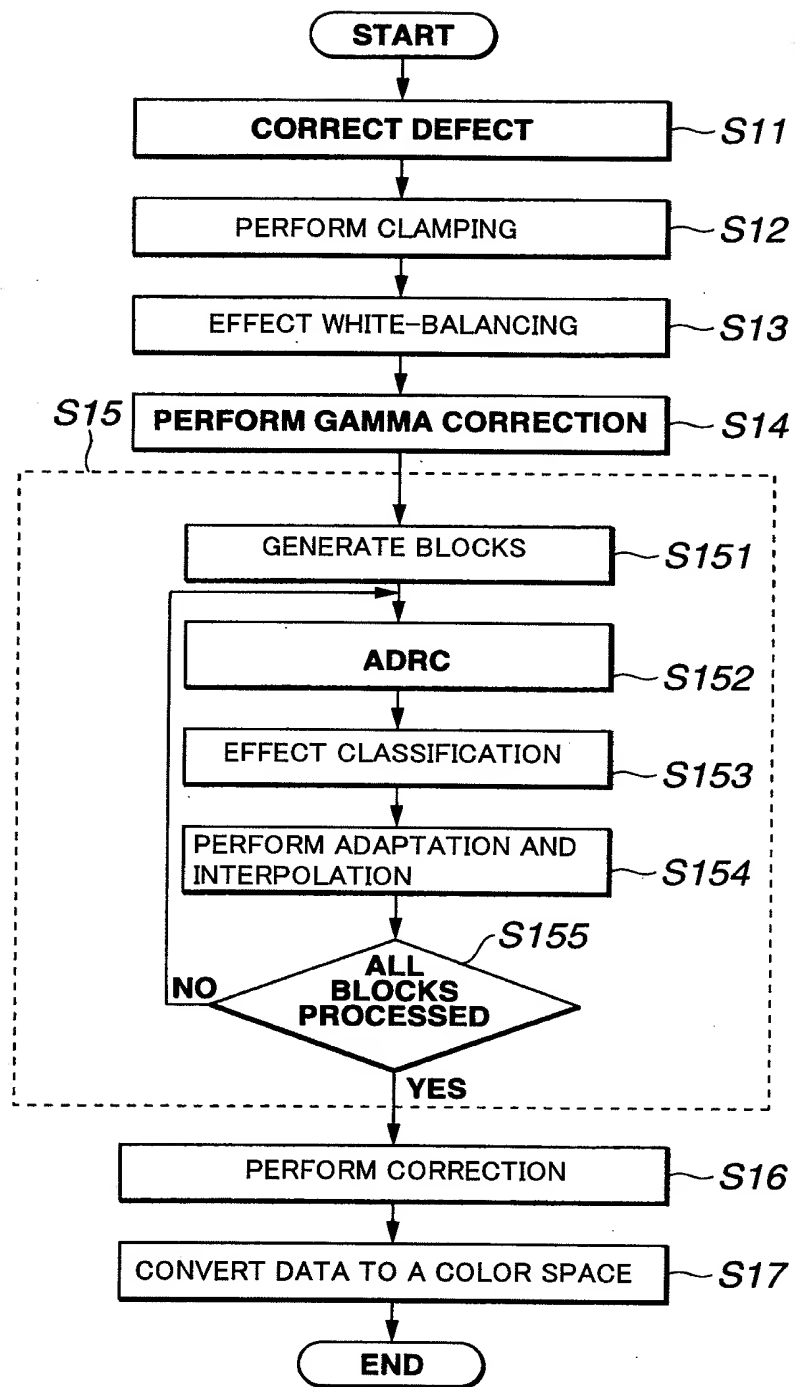 START
CORRECT DEFECT
S11
PERFORM CLAMPING
S12
EFFECT WHITE-BALANCING
S13
S15
PERFORM GAMMA CORRECTION
S14
GENERATE BLOCKS
S151
ADRC
S152
EFFECT CLASSIFICATION
S153
PERFORM ADAPTATION AND
INTERPOLATION
S154
S155
ALL
BLOCKS
PROCESSED
NO
YES
PERFORM CORRECTION
S16
CONVERT DATA TO A COLOR SPACE
S17
END